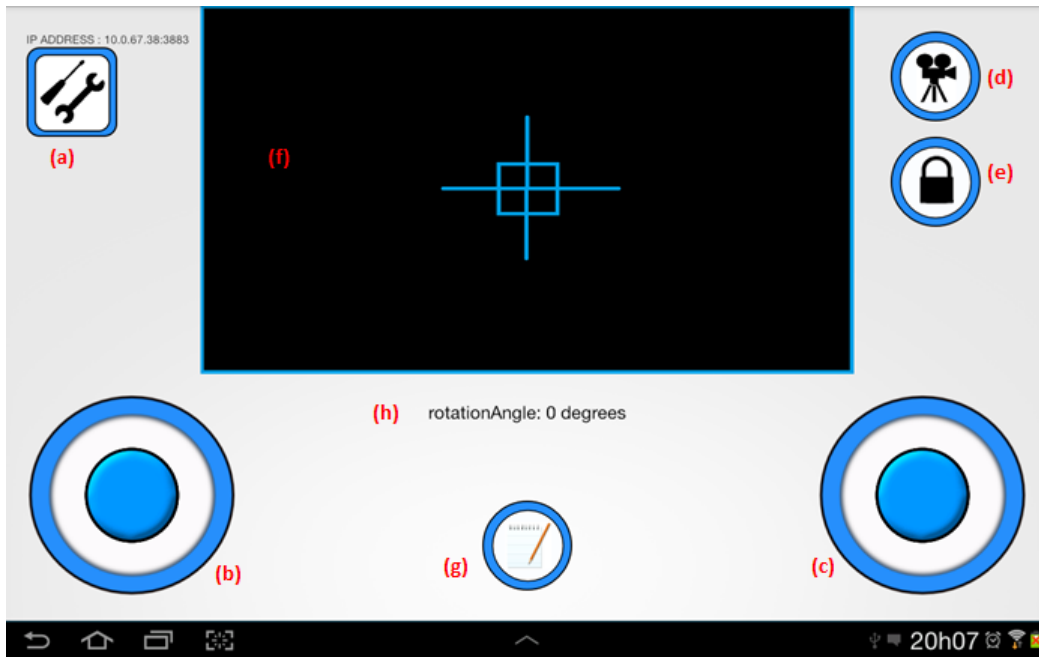 IP ADDRESS : 10.0.67.38:3883
(a)
(f)
(d)
(e)
(h) rotationAngle: 0 degrees
(b)
(g)
(c)
20h07